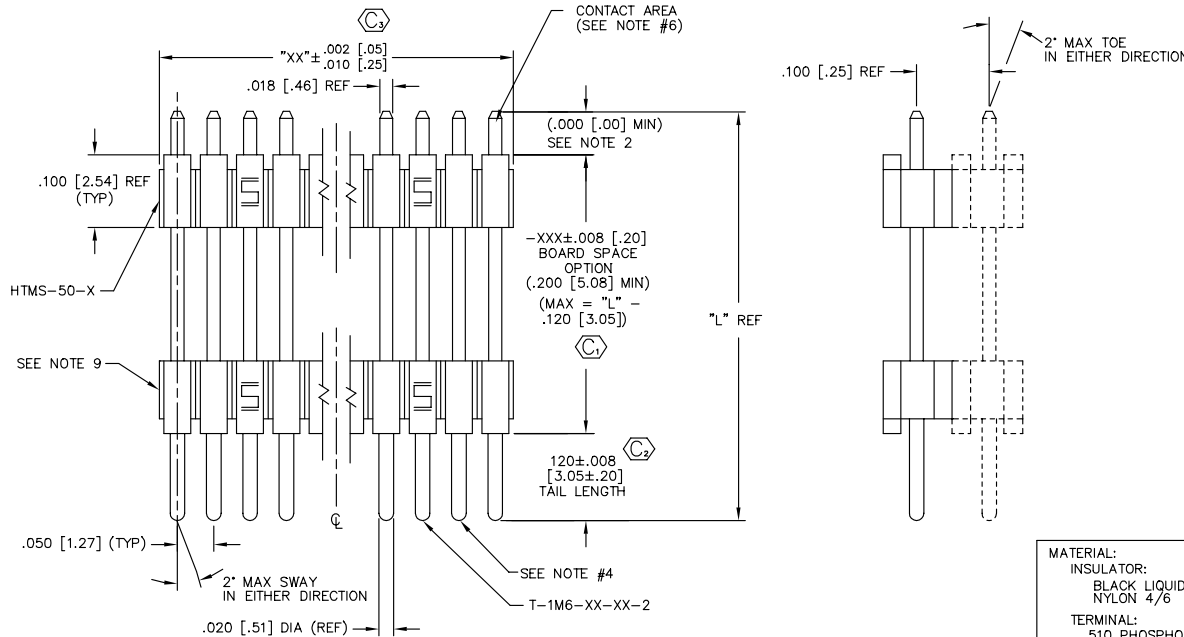 C3
CONTACT AREA
(SEE NOTE #6)
"XX"± .002 [.05]
.010 [.25]
.018 [.46] REF
2° MAX TOE
IN EITHER DIRECTION
.100 [.25] REF
(.000 [.00] MIN)
SEE NOTE 2
.100 [2.54] REF
(TYP)
S
S
-XXX±.008 [.20]
BOARD SPACE
OPTION
(.200 [5.08] MIN)
(MAX = "L" -
.120 [3.05])
HTMS-50-X
"L" REF
C1
SEE NOTE 9
S
S
C2
120±.008
[3.05±.20]
TAIL LENGTH
CL
.050 [1.27] (TYP)
2° MAX SWAY
IN EITHER DIRECTION
SEE NOTE #4
T-1M6-XX-XX-2
.020 [.51] DIA (REF)
MATERIAL:
INSULATOR:
BLACK LIQUID
NYLON 4/6
TERMINAL:
510 PHOSPHO